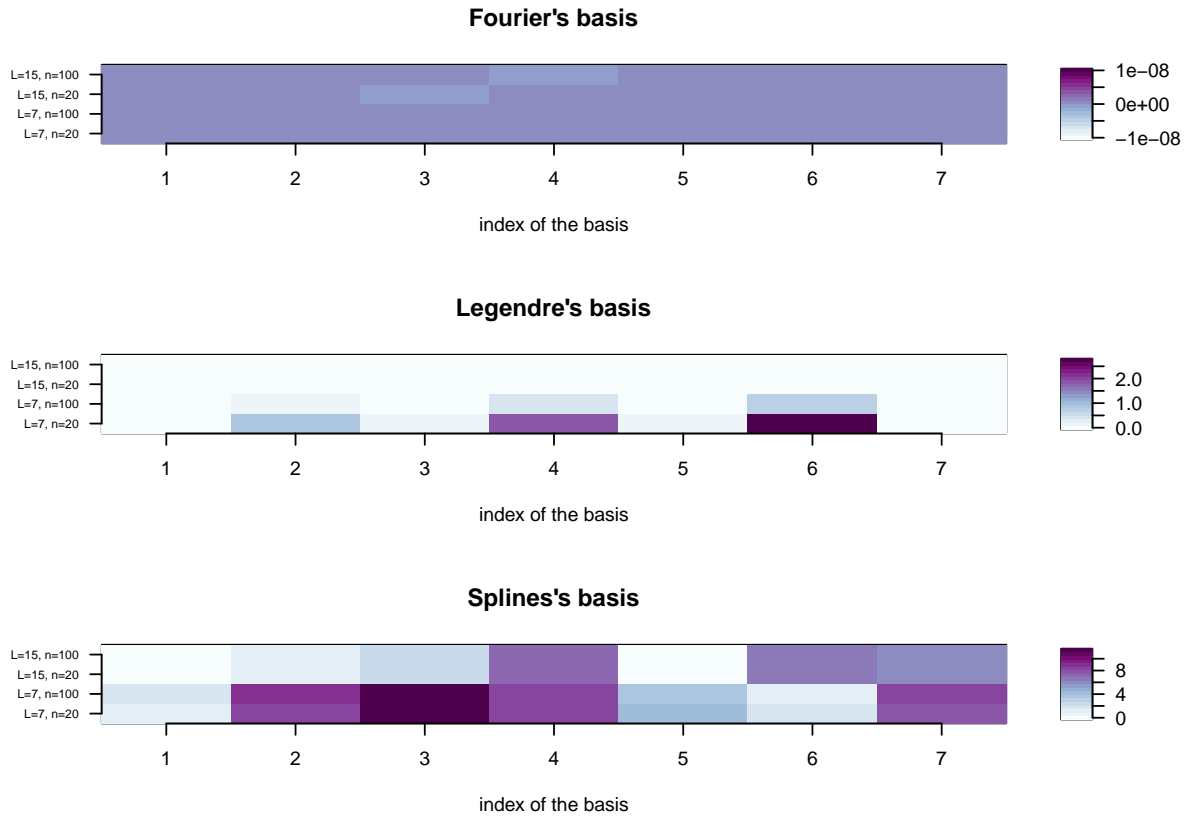 Fourier's basis
L=15, n=100
L=15, n=20
L=7, n=100
L=7, n=20
1e−08
0e+00
−1e−08
1 2 3 4 5 6 7
index of the basis
Legendre's basis
L=15, n=100
L=15, n=20
L=7, n=100
L=7, n=20
2.0
1.0
0.0
1 2 3 4 5 6 7
index of the basis
Splines's basis
L=15, n=100
L=15, n=20
L=7, n=100
L=7, n=20
8
4
0
1 2 3 4 5 6 7
index of the basis